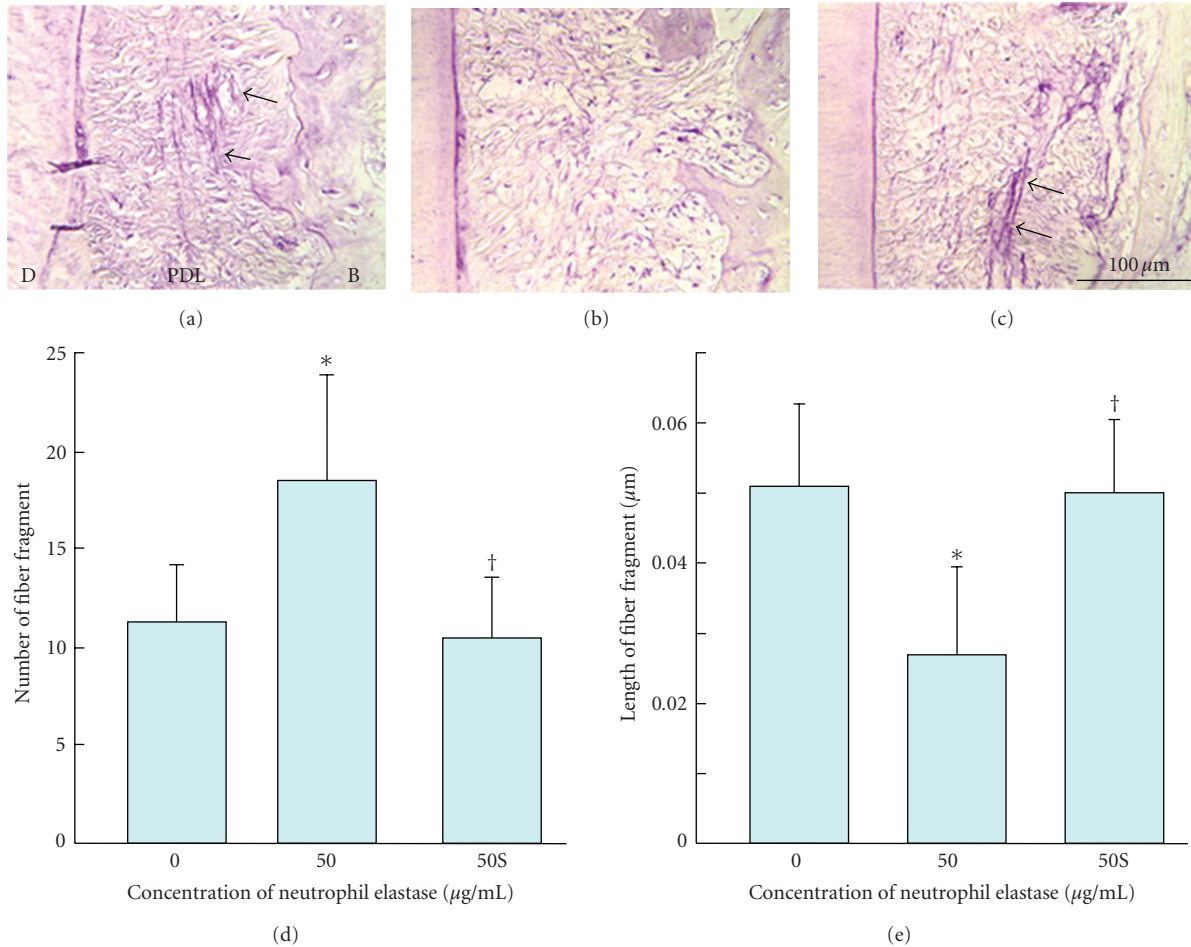 D PDL B
100 μm
(a) (b) (c)
25
20
15
10
5
0
Number of fiber fragment
*
†
0 50 50S
Concentration of neutrophil elastase (μg/mL)
(d)
0.06
0.04
0.02
0
Length of fiber fragment (μm)
*
†
0 50 50S
Concentration of neutrophil elastase (μg/mL)
(e)